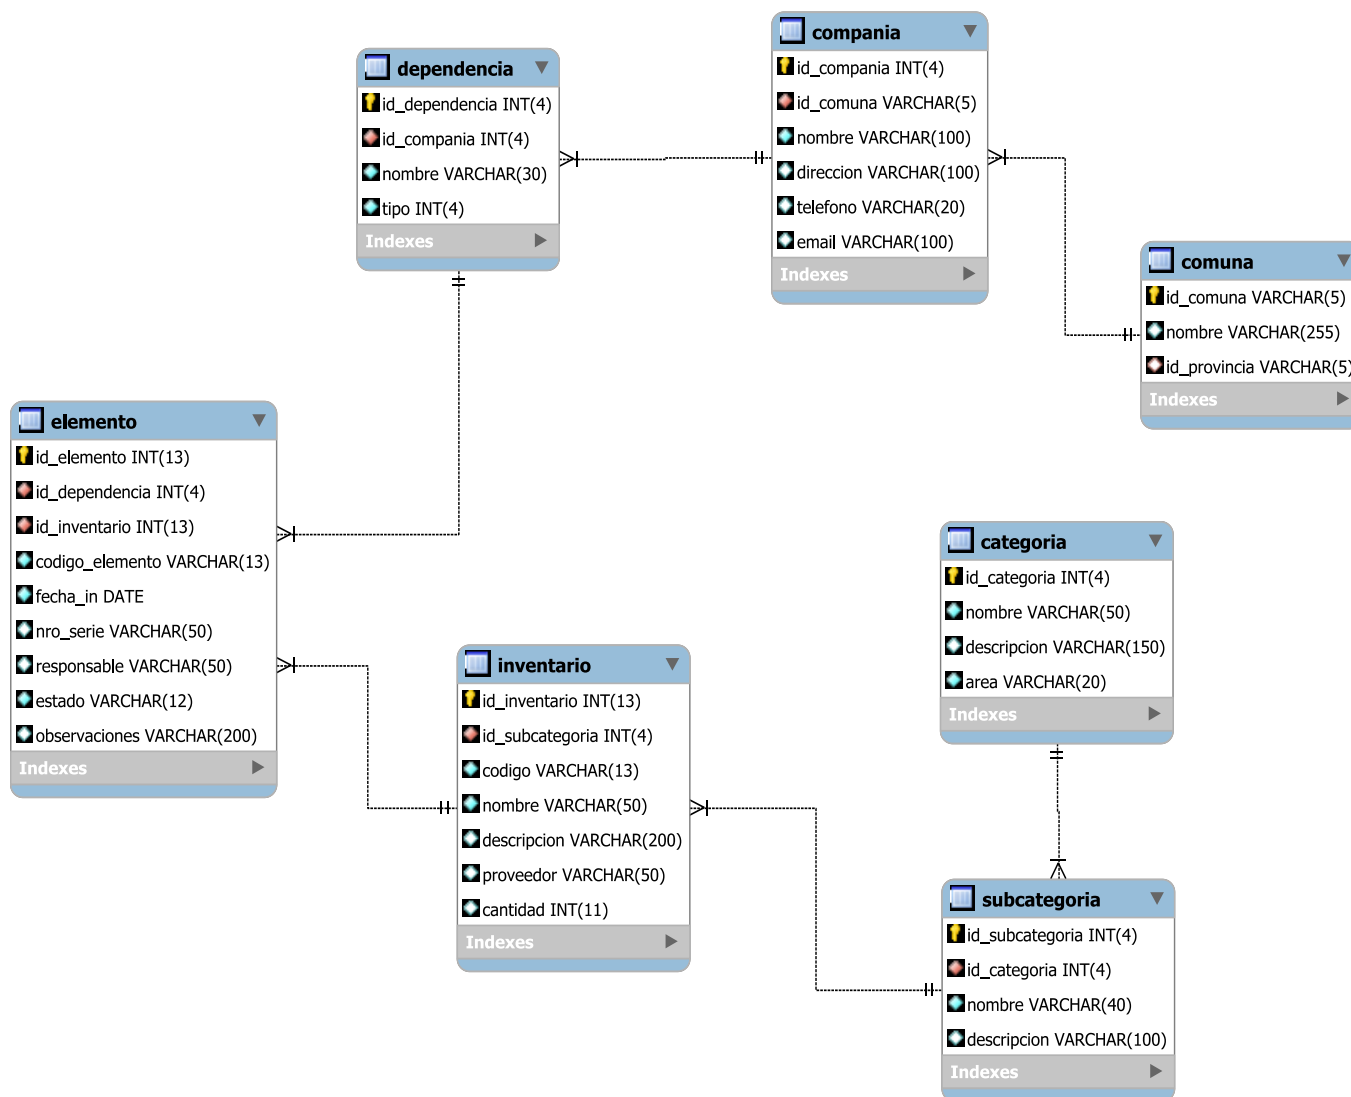 compania
id_compania INT(4)
id_comuna VARCHAR(5)
nombre VARCHAR(100)
direccion VARCHAR(100)
telefono VARCHAR(20)
email VARCHAR(100)
Indexes
dependencia
id_dependencia INT(4)
id_compania INT(4)
nombre VARCHAR(30)
tipo INT(4)
Indexes
comuna
id_comuna VARCHAR(5)
nombre VARCHAR(255)
id_provincia VARCHAR(5)
Indexes
elemento
id_elemento INT(13)
id_dependencia INT(4)
id_inventario INT(13)
codigo_elemento VARCHAR(13)
fecha_in DATE
nro_serie VARCHAR(50)
responsable VARCHAR(50)
estado VARCHAR(12)
observaciones VARCHAR(200)
Indexes
categoria
id_categoria INT(4)
nombre VARCHAR(50)
descripcion VARCHAR(150)
area VARCHAR(20)
Indexes
inventario
id_inventario INT(13)
id_subcategoria INT(4)
codigo VARCHAR(13)
nombre VARCHAR(50)
descripcion VARCHAR(200)
proveedor VARCHAR(50)
cantidad INT(11)
Indexes
subcategoria
id_subcategoria INT(4)
id_categoria INT(4)
nombre VARCHAR(40)
descripcion VARCHAR(100)
Indexes